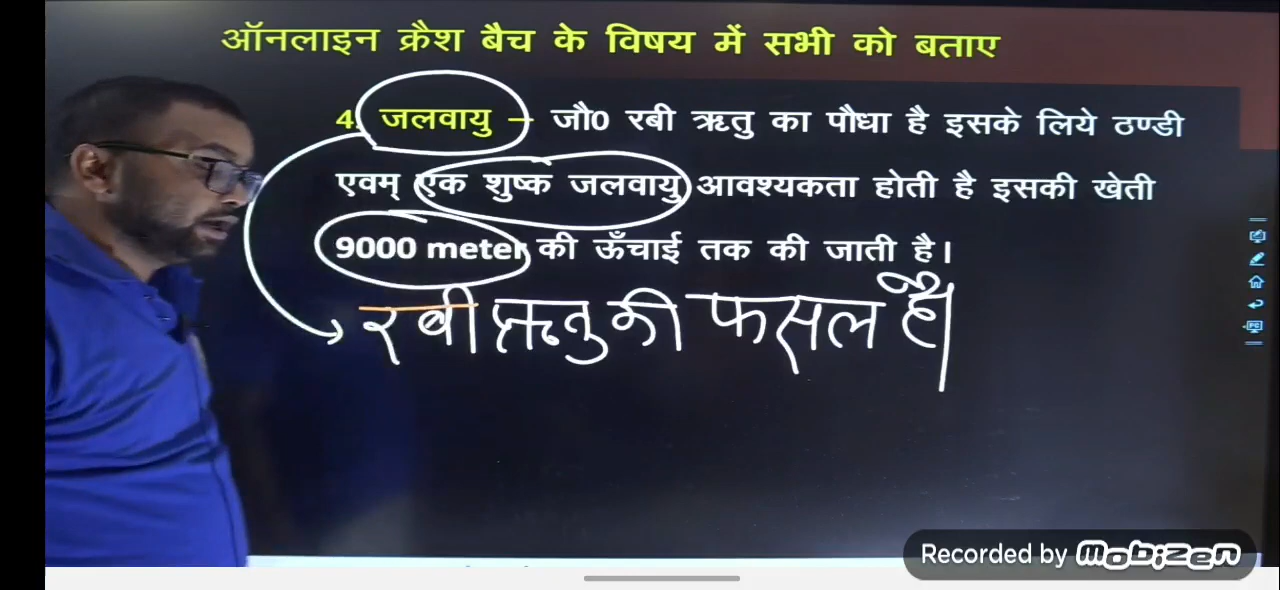 ऑनलाइन क्रैश बैच के विषय में सभी को बताए
4 जलवायु – जौ0 रबी ऋतु का पौधा है इसके लिये ठण्डी
एवम् एक शुष्क जलवायु आवश्यकता होती है इसकी खेती
9000 meter की ऊँचाई तक की जाती है।
रबी ऋतु की फसल है।
Recorded by mobizen